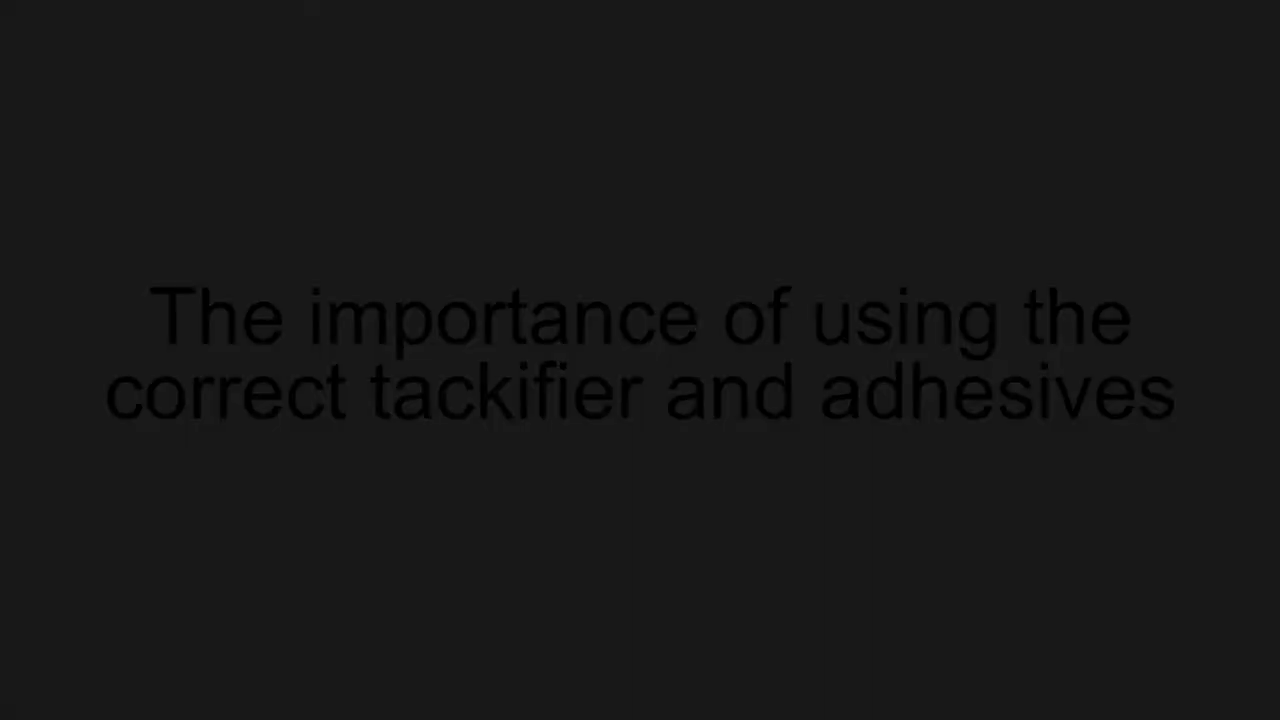 The importance of using the
correct tackifier and adhesives